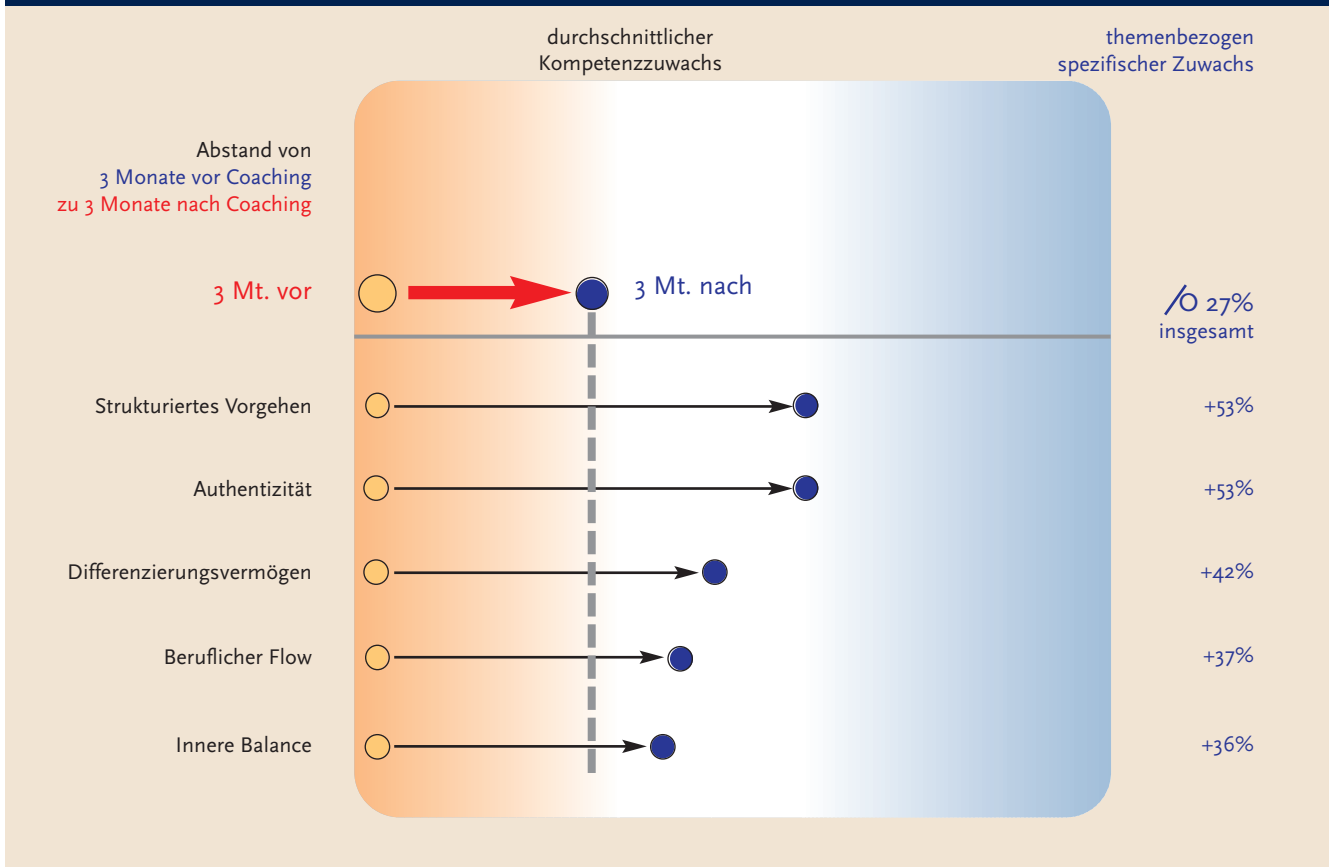 durchschnittlicher
Kompetenzzuwachs
themenbezogen
spezifischer Zuwachs
Abstand von
3 Monate vor Coaching
zu 3 Monate nach Coaching
3 Mt. vor
3 Mt. nach
/O 27%
insgesamt
Strukturiertes Vorgehen
+53%
Authentizität
+53%
Differenzierungsvermögen
+42%
Beruflicher Flow
+37%
Innere Balance
+36%